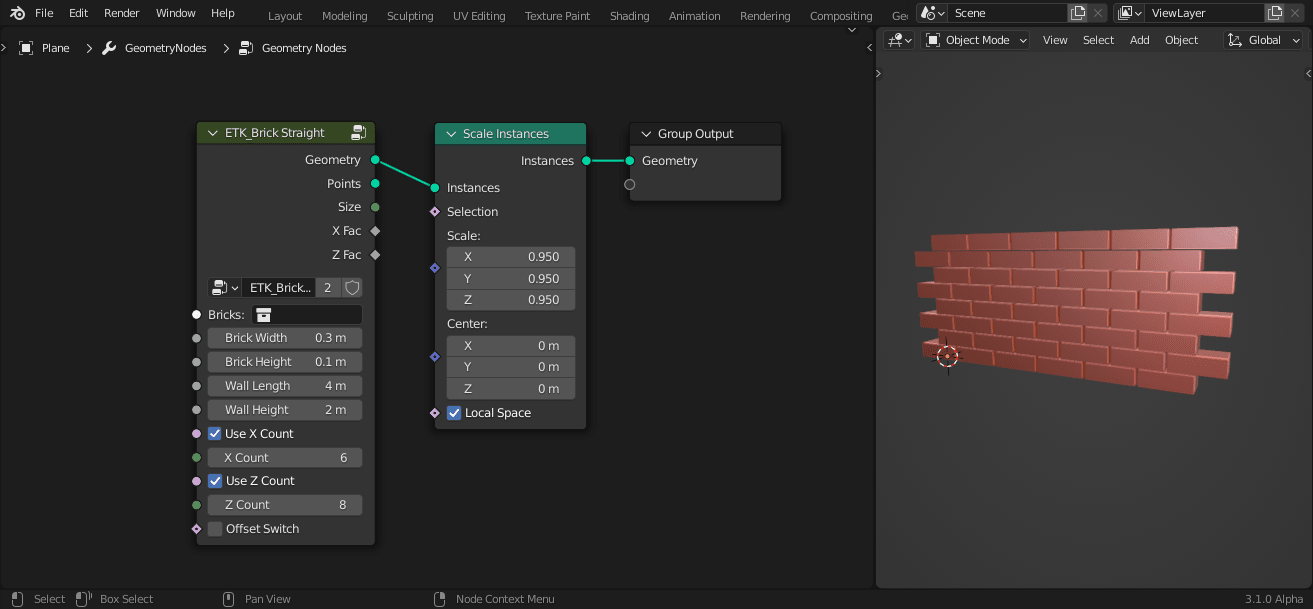 File Edit Render Window Help Layout Modeling Sculpting UV Editing Texture Paint Shading Animation Rendering Compositing Ge Scene ViewLayer
Plane GeometryNodes Geometry Nodes
Object Mode View Select Add Object Global
ETK_Brick Straight
Geometry
Points
Size
X Fac
Z Fac
ETK_Brick... 2
Bricks:
Brick Width 0.3 m
Brick Height 0.1 m
Wall Length 4 m
Wall Height 2 m
Use X Count
X Count 6
Use Z Count
Z Count 8
Offset Switch
Scale Instances
Instances
Instances
Selection
Scale:
X 0.950
Y 0.950
Z 0.950
Center:
X 0 m
Y 0 m
Z 0 m
Local Space
Group Output
Geometry
Select Box Select Pan View Node Context Menu 3.1.0 Alpha